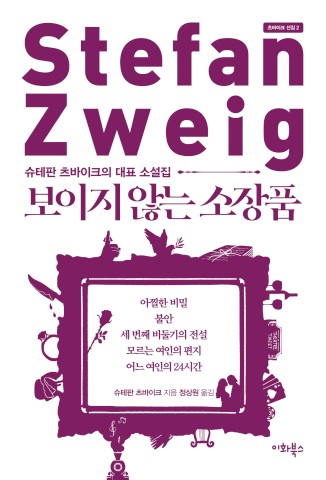 Stefan
츠바이크 선집 2
Zweig
슈테판 츠바이크의 대표 소설집
보이지 않는 소장품
아찔한 비밀
불안
세 번째 비둘기의 전설
모르는 여인의 편지
어느 여인의 24시간
THEATRE
TICKET
슈테판 츠바이크 지음 정상원 옮김
이화북스